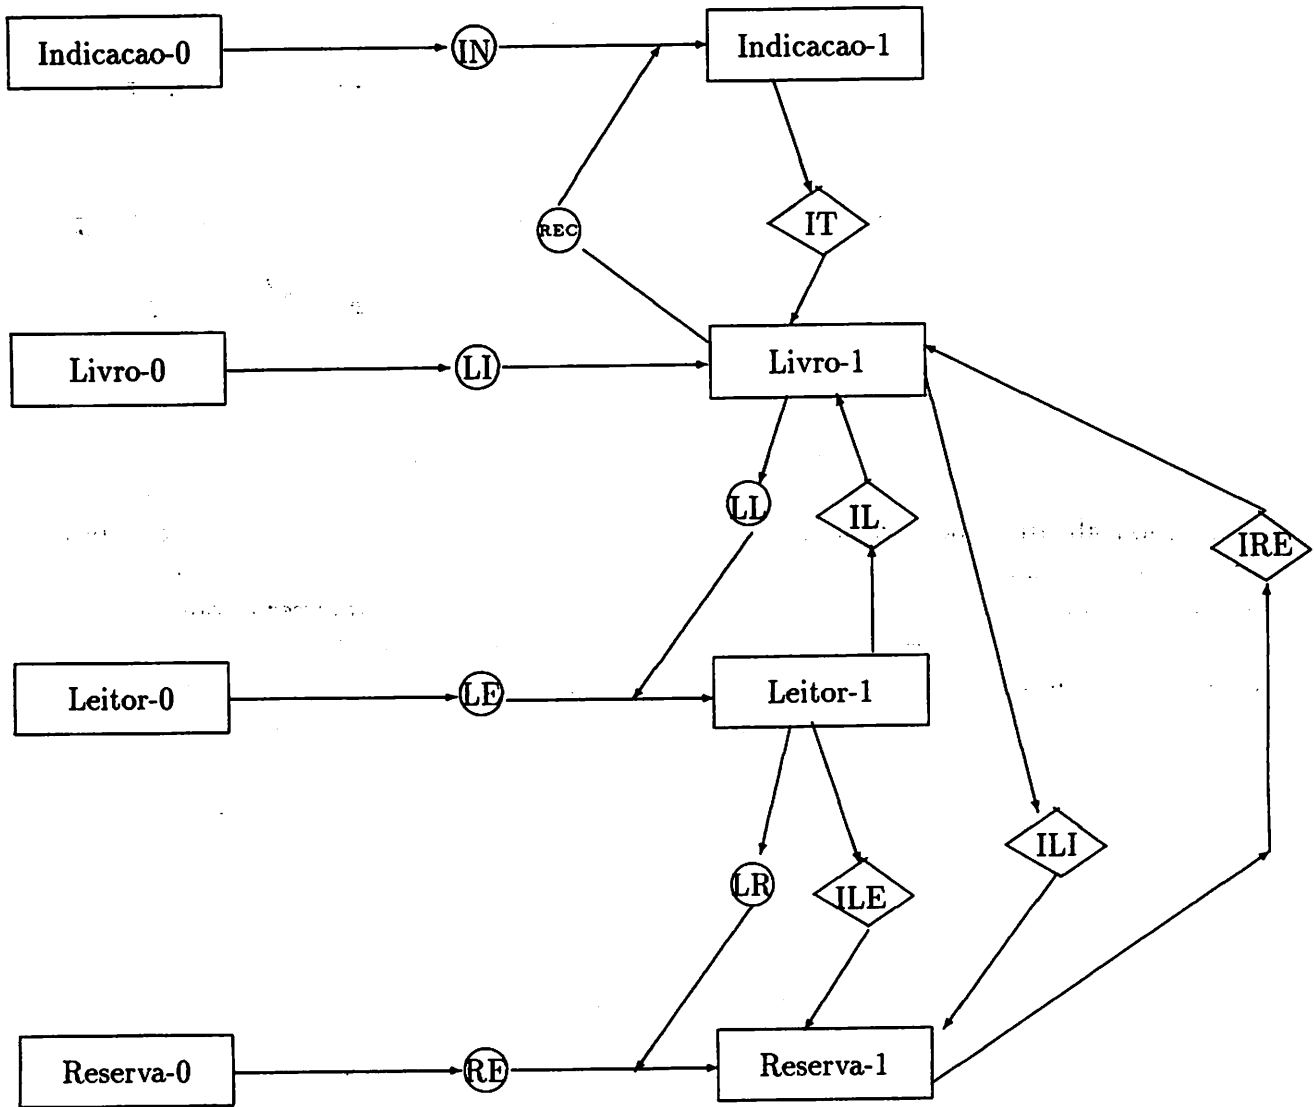 Indicacao-0
IN
Indicacao-1
REC
IT
Livro-0
LI
Livro-1
LL
IL
IRE
Leitor-0
LE
Leitor-1
ILI
LR
ILE
Reserva-0
RE
Reserva-1